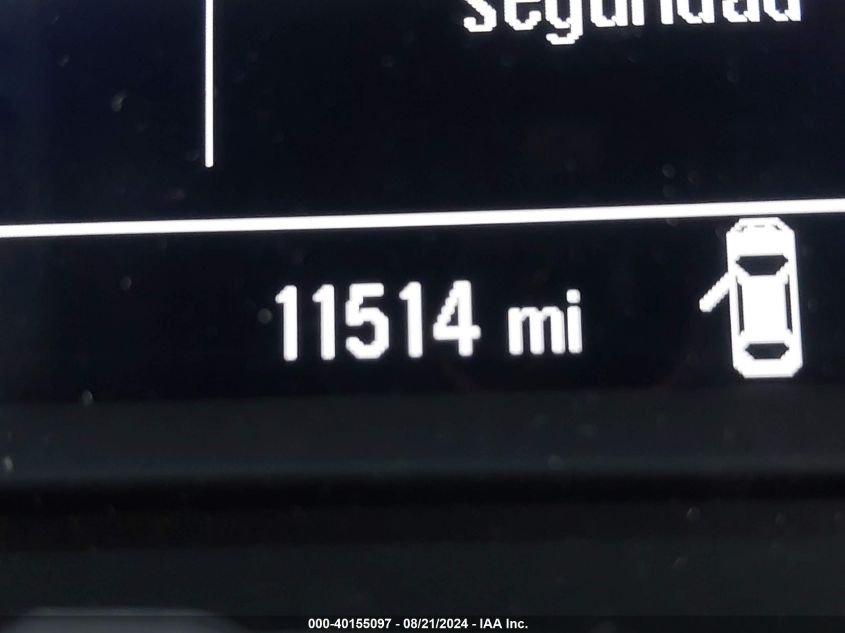 seguridad
11514 mi
000-40155097 - 08/21/2024 - IAA Inc.